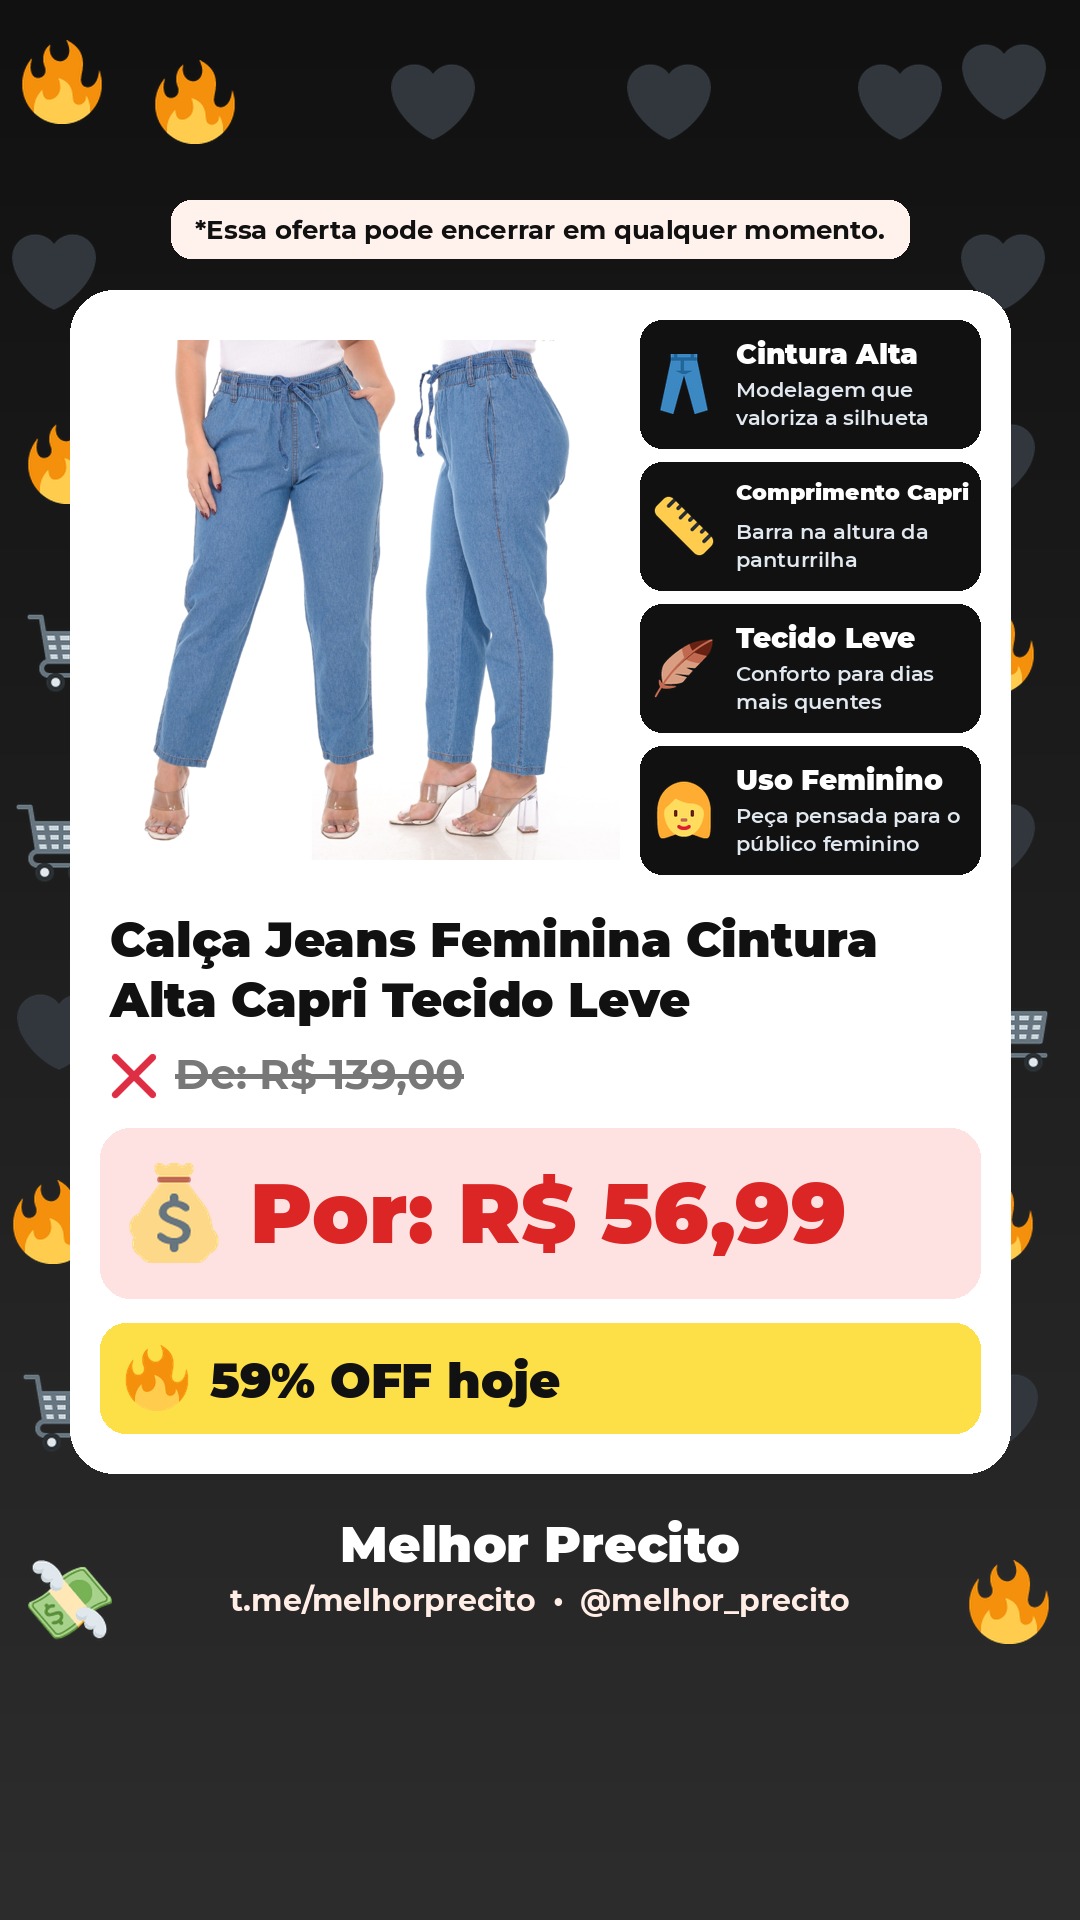 *Essa oferta pode encerrar em qualquer momento.
Cintura Alta
Modelagem que
valoriza a silhueta
Comprimento Capri
Barra na altura da
panturrilha
Tecido Leve
Conforto para dias
mais quentes
Uso Feminino
Peça pensada para o
público feminino
Calça Jeans Feminina Cintura
Alta Capri Tecido Leve
De: R$ 139,00
Por: R$ 56,99
59% OFF hoje
Melhor Precito
t.me/melhorprecito • @melhor_precito